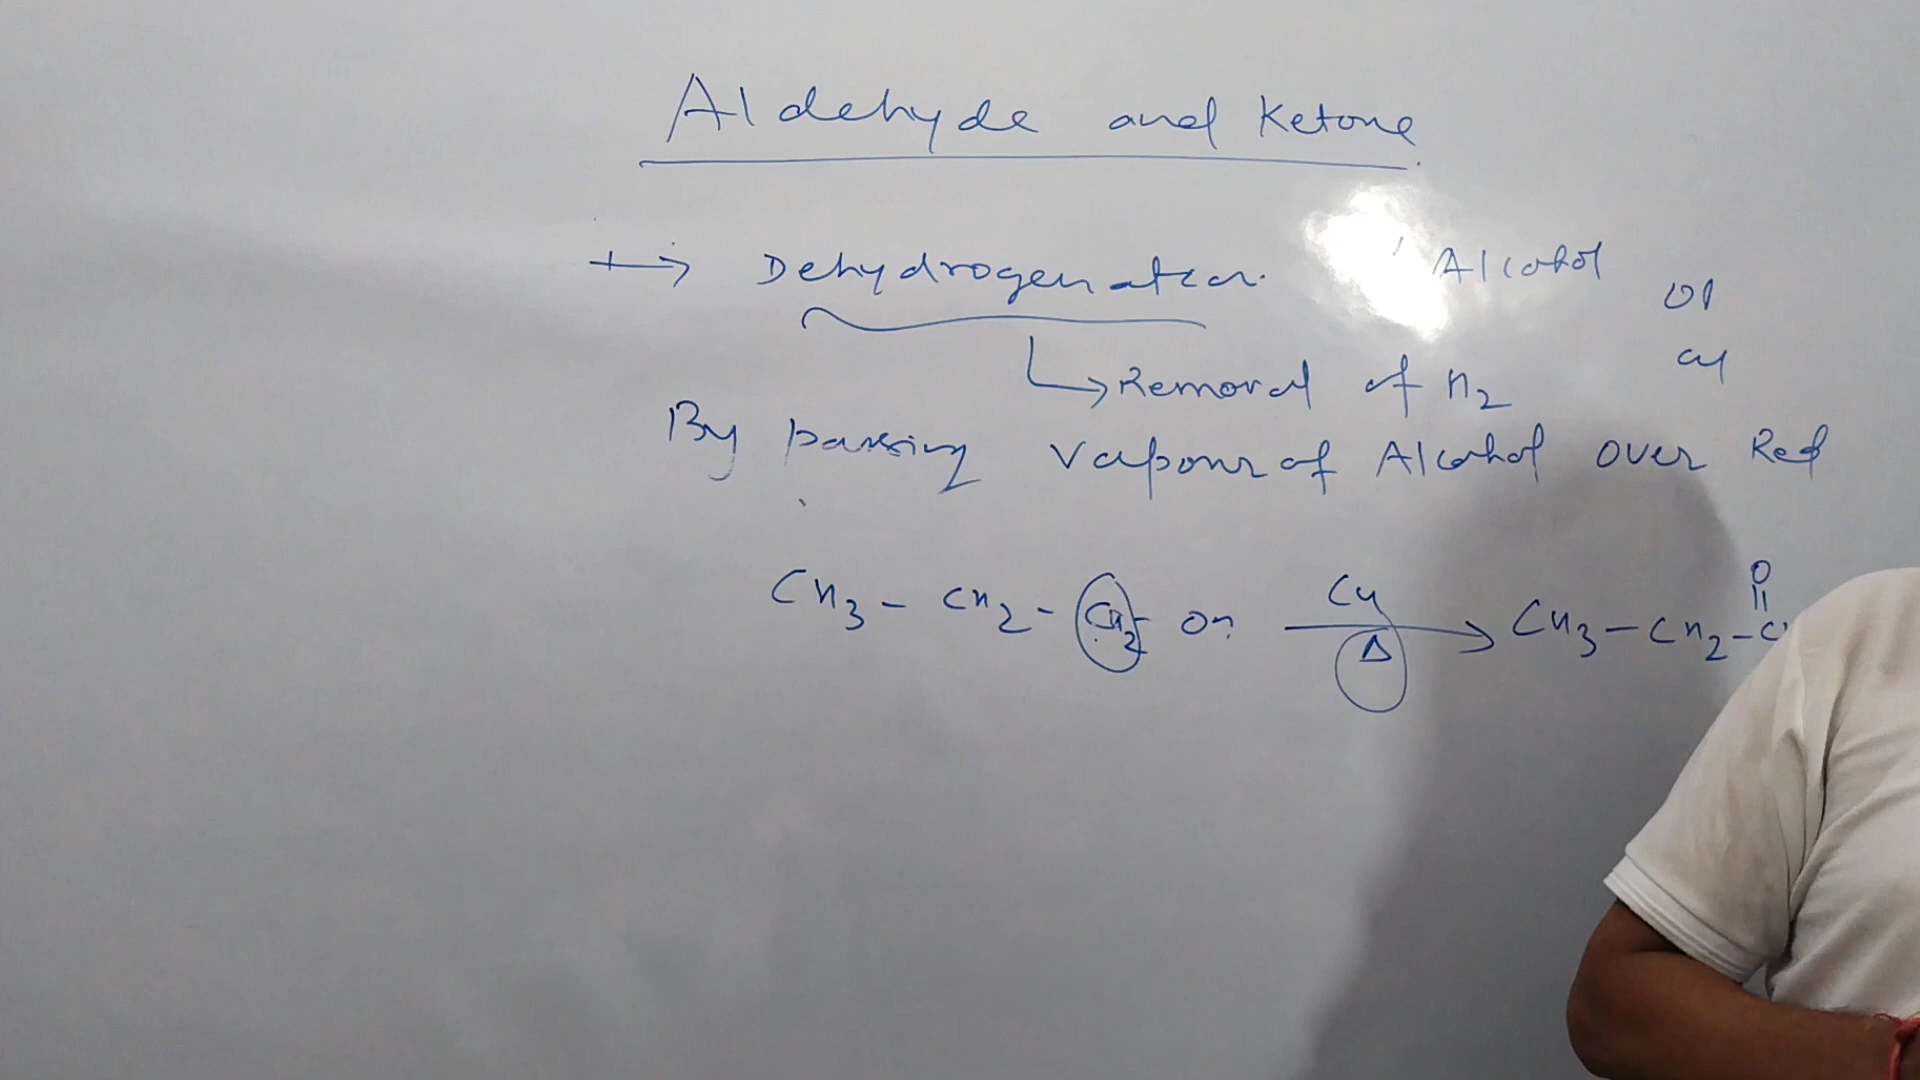 Aldehyde and Ketone
→ Dehydrogenation Alcohol
Removal of H2
By passing vapour of Alcohol over Red
CH3 - CH2 - CH2 - OH Cu Δ → CH3 - CH2 - C
O